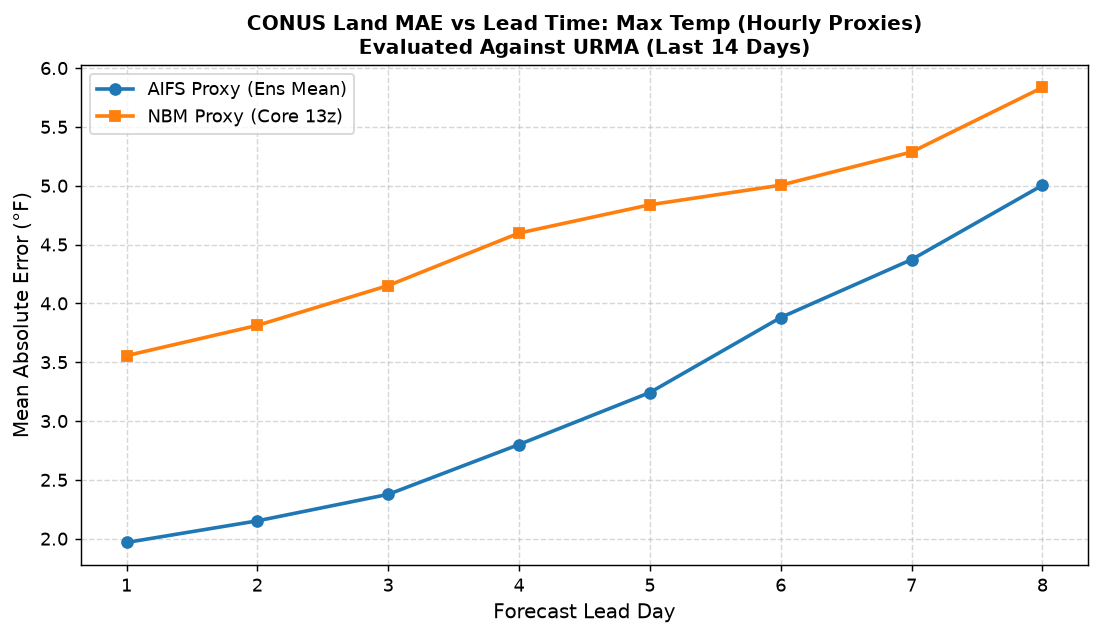 CONUS Land MAE vs Lead Time: Max Temp (Hourly Proxies)
Evaluated Against URMA (Last 14 Days)
AIFS Proxy (Ens Mean)
NBM Proxy (Core 13z)
Mean Absolute Error (°F)
6.0
5.5
5.0
4.5
4.0
3.5
3.0
2.5
2.0
1 2 3 4 5 6 7 8
Forecast Lead Day